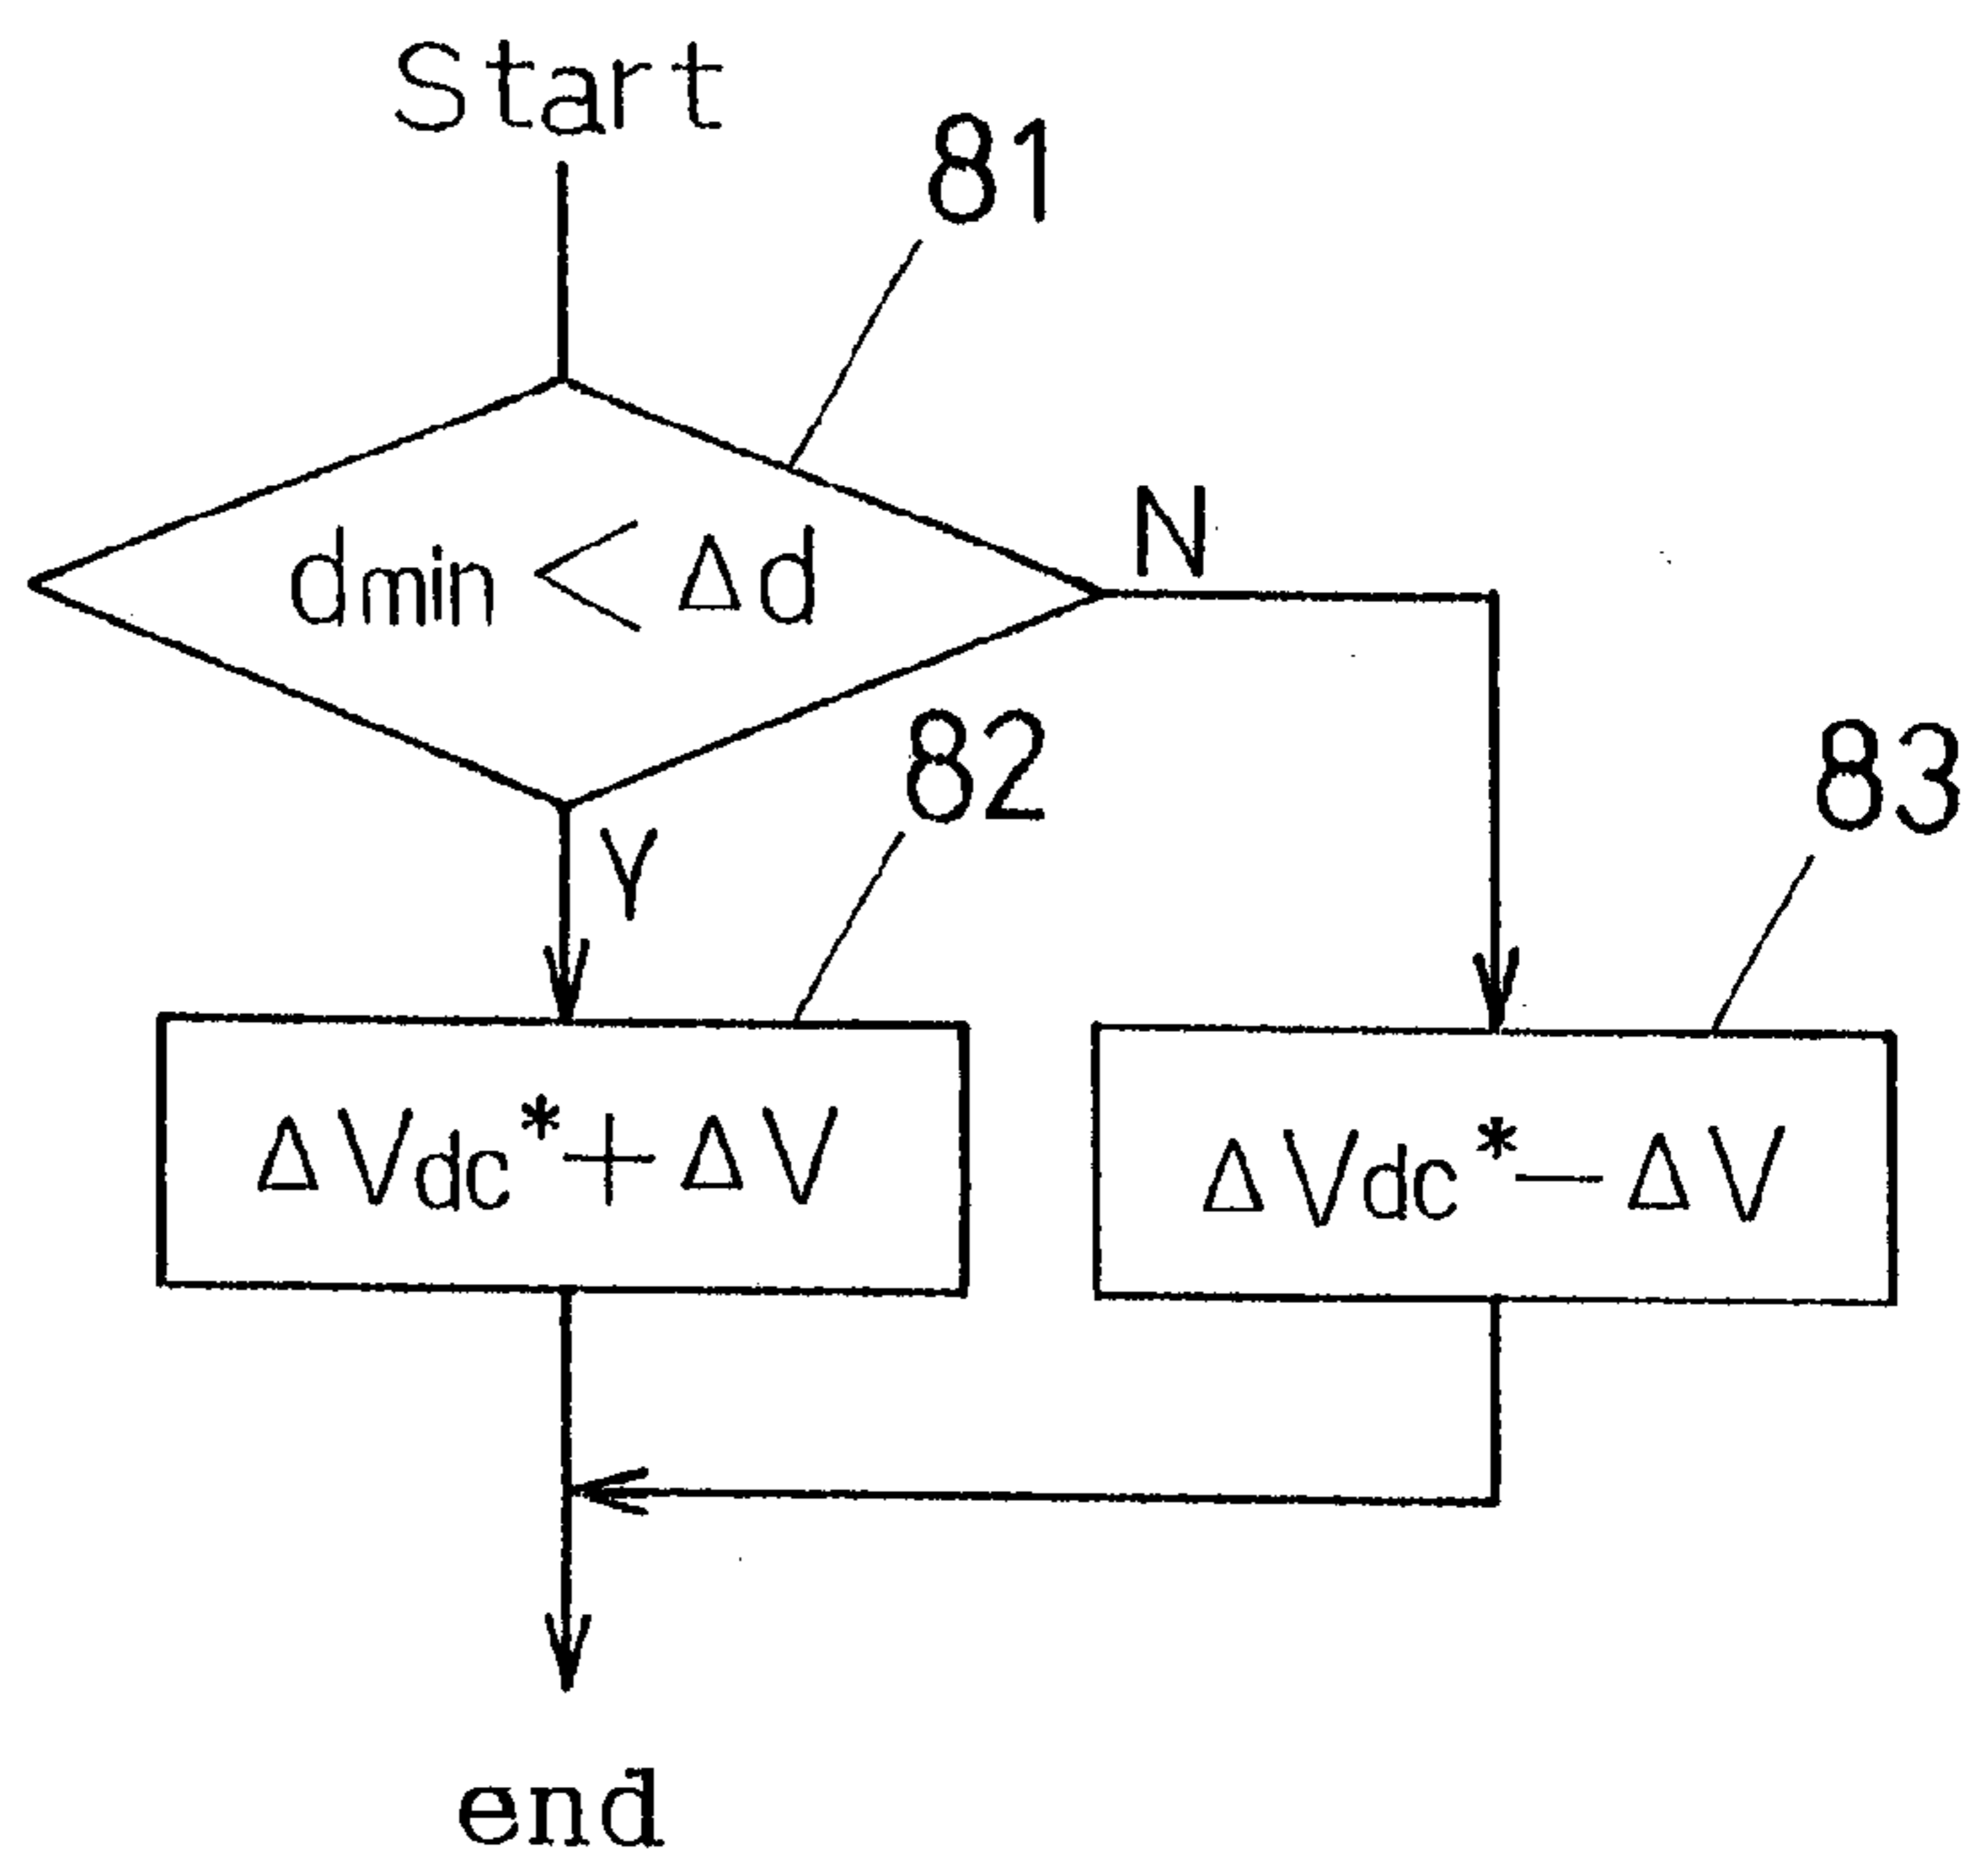 Start
81
dmin < Δd
N
Y
82
83
ΔVdc*+ΔV
ΔVdc*−ΔV
end